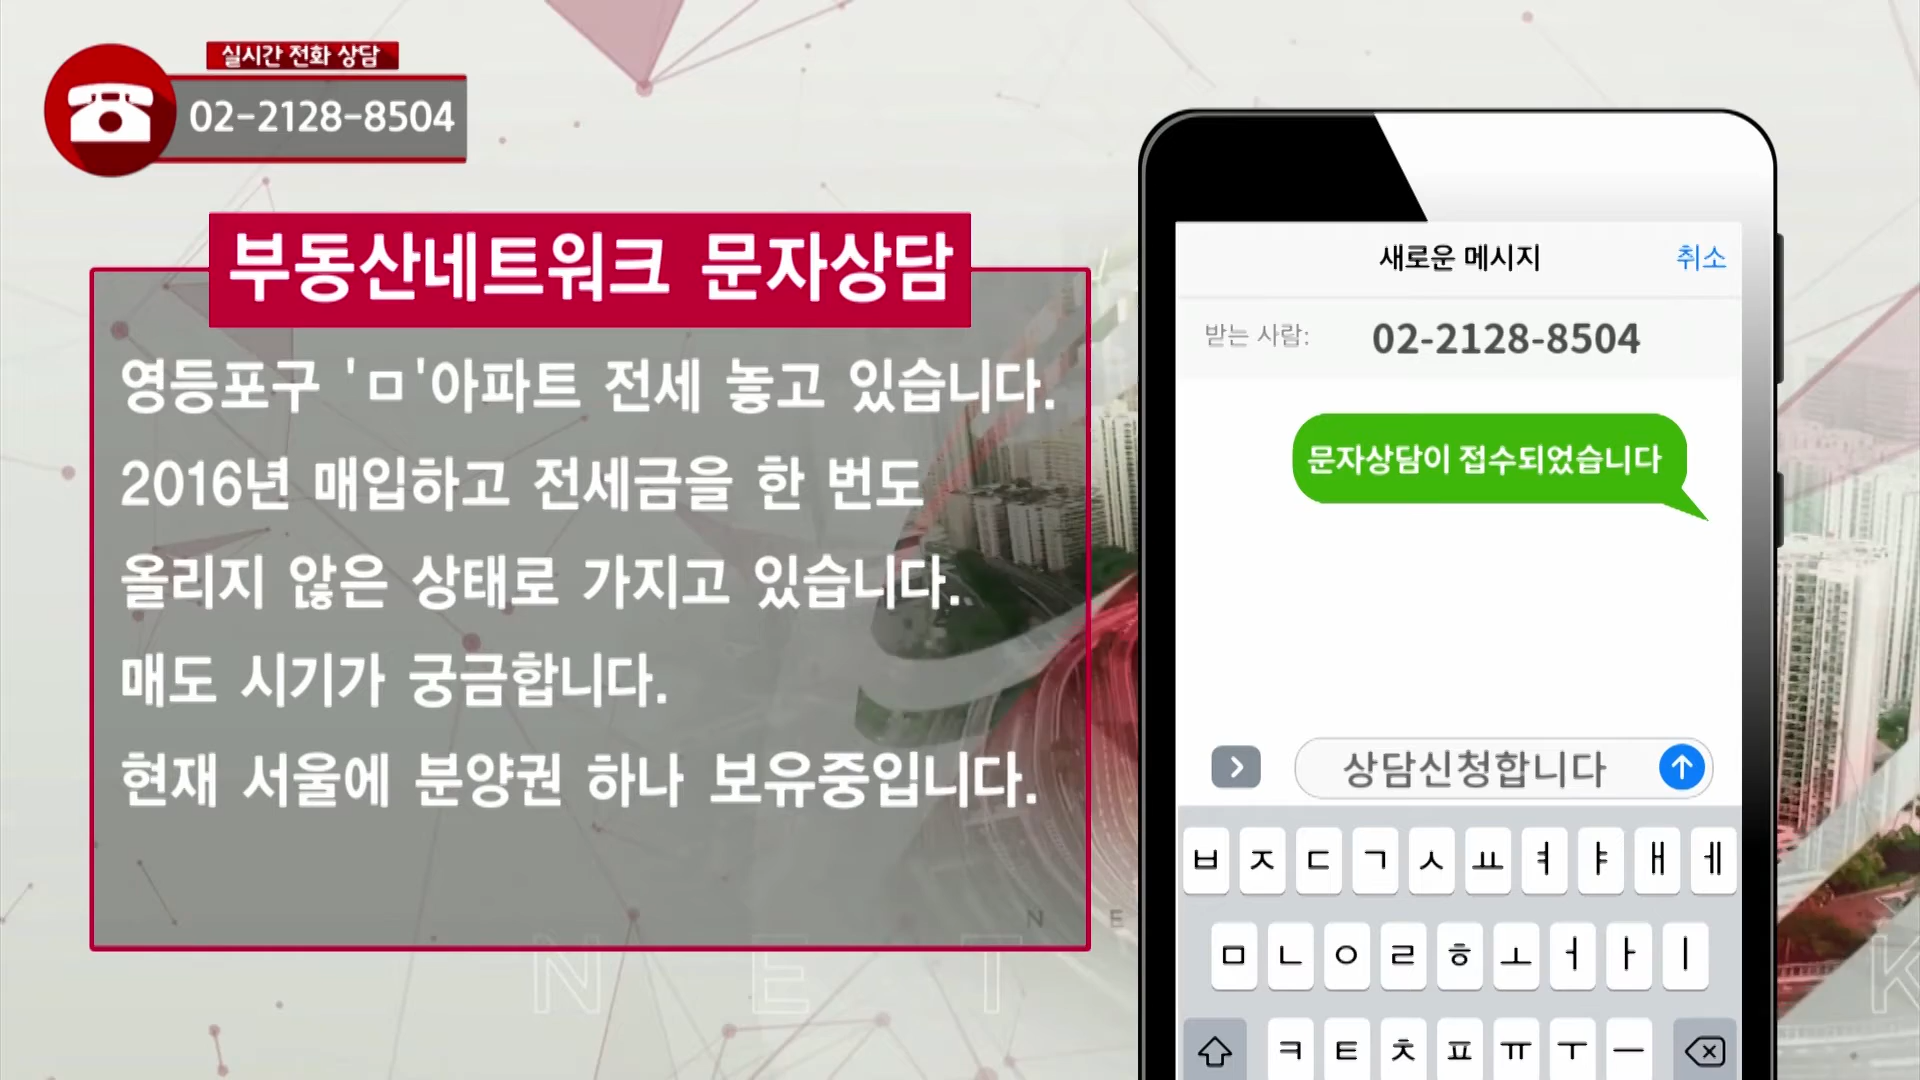 실시간 전화 상담
02-2128-8504
부동산네트워크 문자상담
영등포구 'ㅁ'아파트 전세 놓고 있습니다.
2016년 매입하고 전세금을 한 번도
올리지 않은 상태로 가지고 있습니다.
매도 시기가 궁금합니다.
현재 서울에 분양권 하나 보유중입니다.
새로운 메시지
취소
받는 사람: 02-2128-8504
문자상담이 접수되었습니다
상담신청합니다
ㅂ ㅈ ㄷ ㄱ ㅅ ㅛ ㅕ ㅑ ㅐ ㅔ
ㅁ ㄴ ㅇ ㄹ ㅎ ㅗ ㅓ ㅏ ㅣ
ㅋ ㅌ ㅊ ㅍ ㅠ ㅜ ㅡ
N E
N E T K